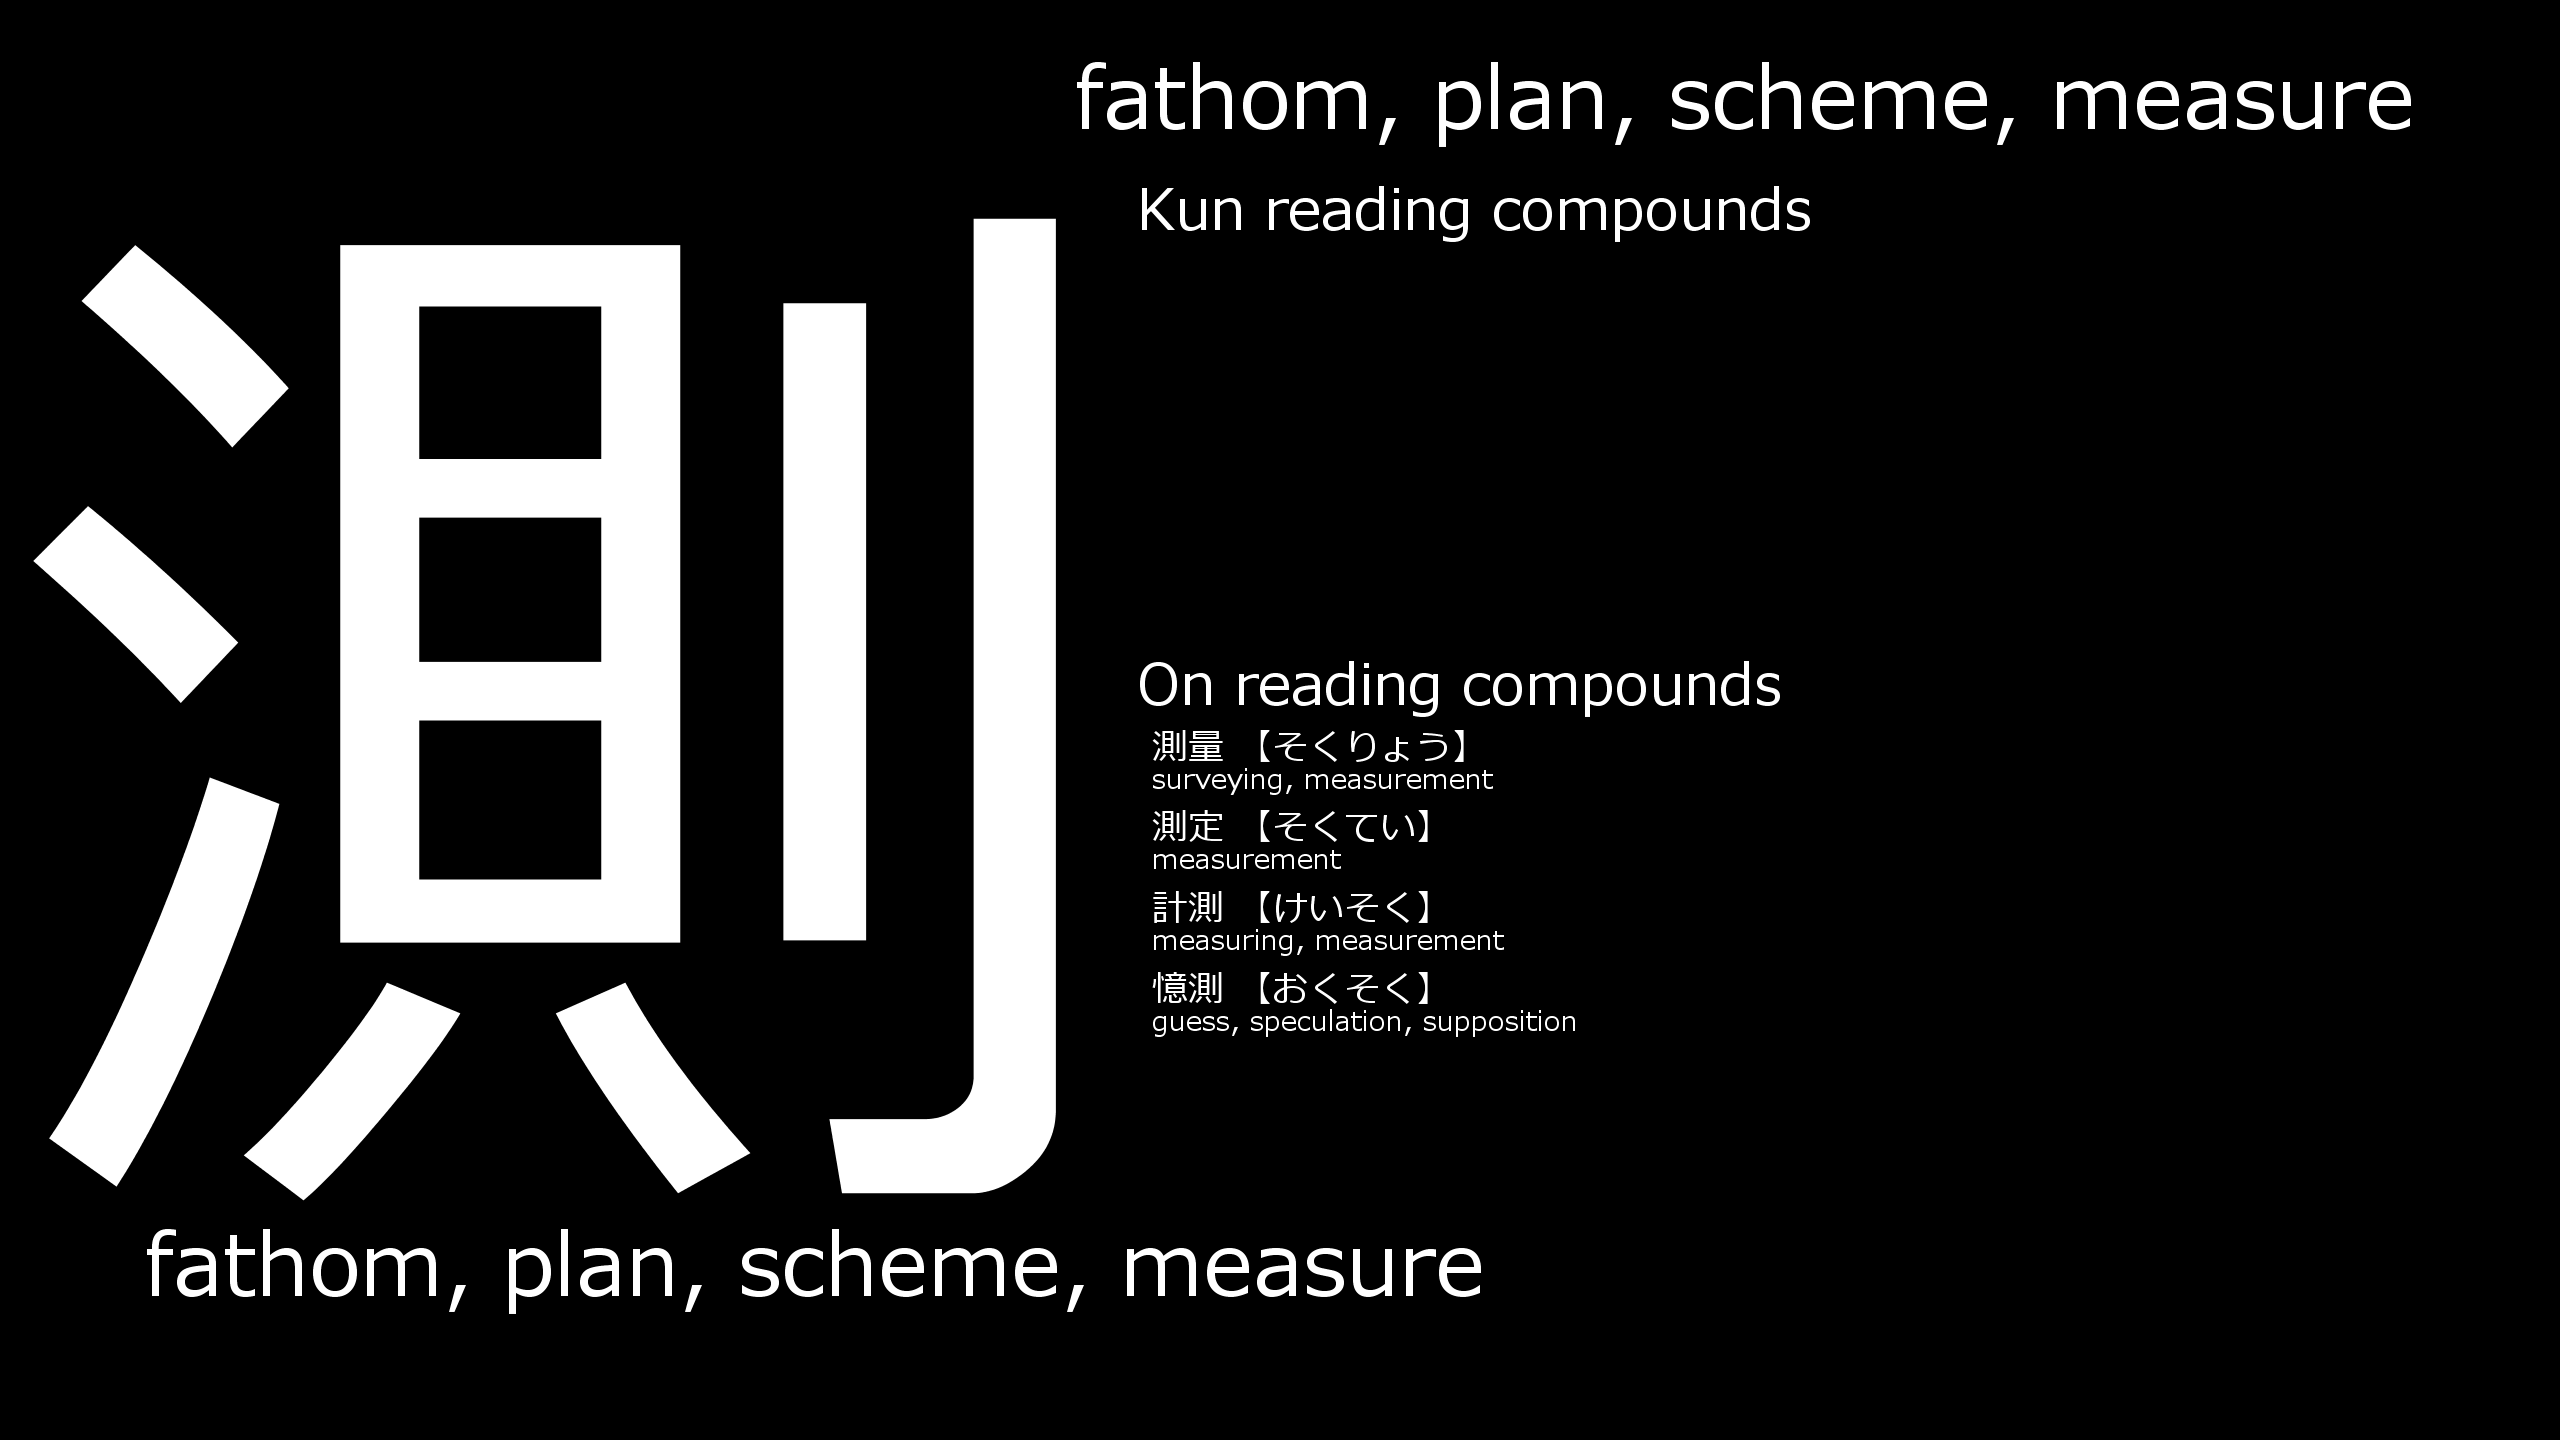 測
fathom, plan, scheme, measure
Kun reading compounds
On reading compounds
測量 【そくりょう】
surveying, measurement
測定 【そくてい】
measurement
計測 【けいそく】
measuring, measurement
憶測 【おくそく】
guess, speculation, supposition
fathom, plan, scheme, measure